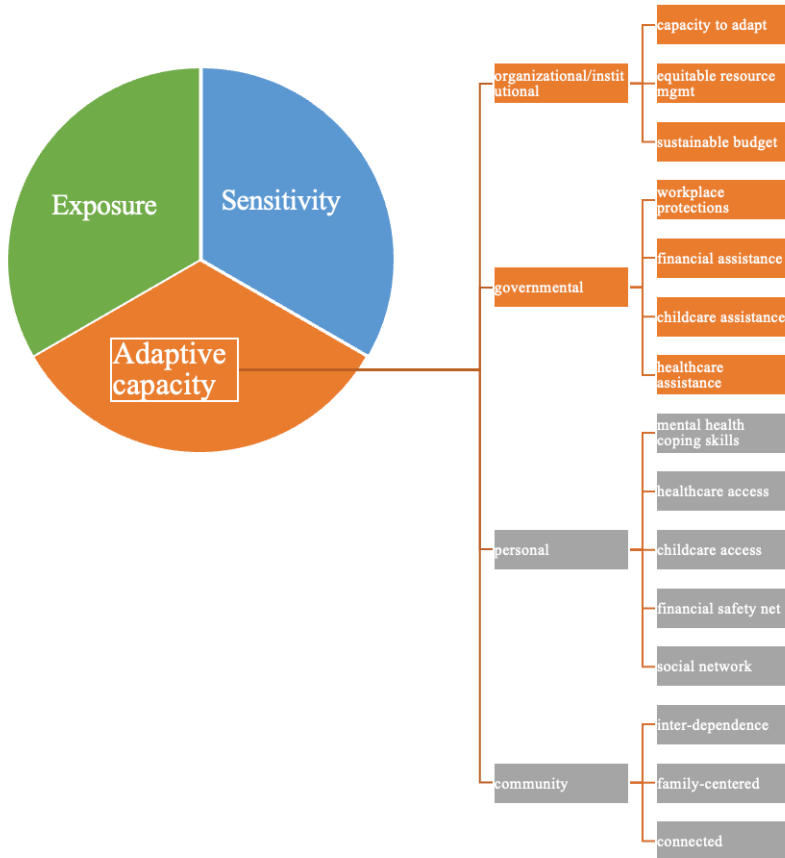 Exposure
Sensitivity
Adaptive
capacity
organizational/instit
utional
capacity to adapt
equitable resource
mgmt
sustainable budget
governmental
workplace
protections
financial assistance
childcare assistance
healthcare
assistance
personal
mental health
coping skills
healthcare access
childcare access
financial safety net
social network
community
inter-dependence
family-centered
connected